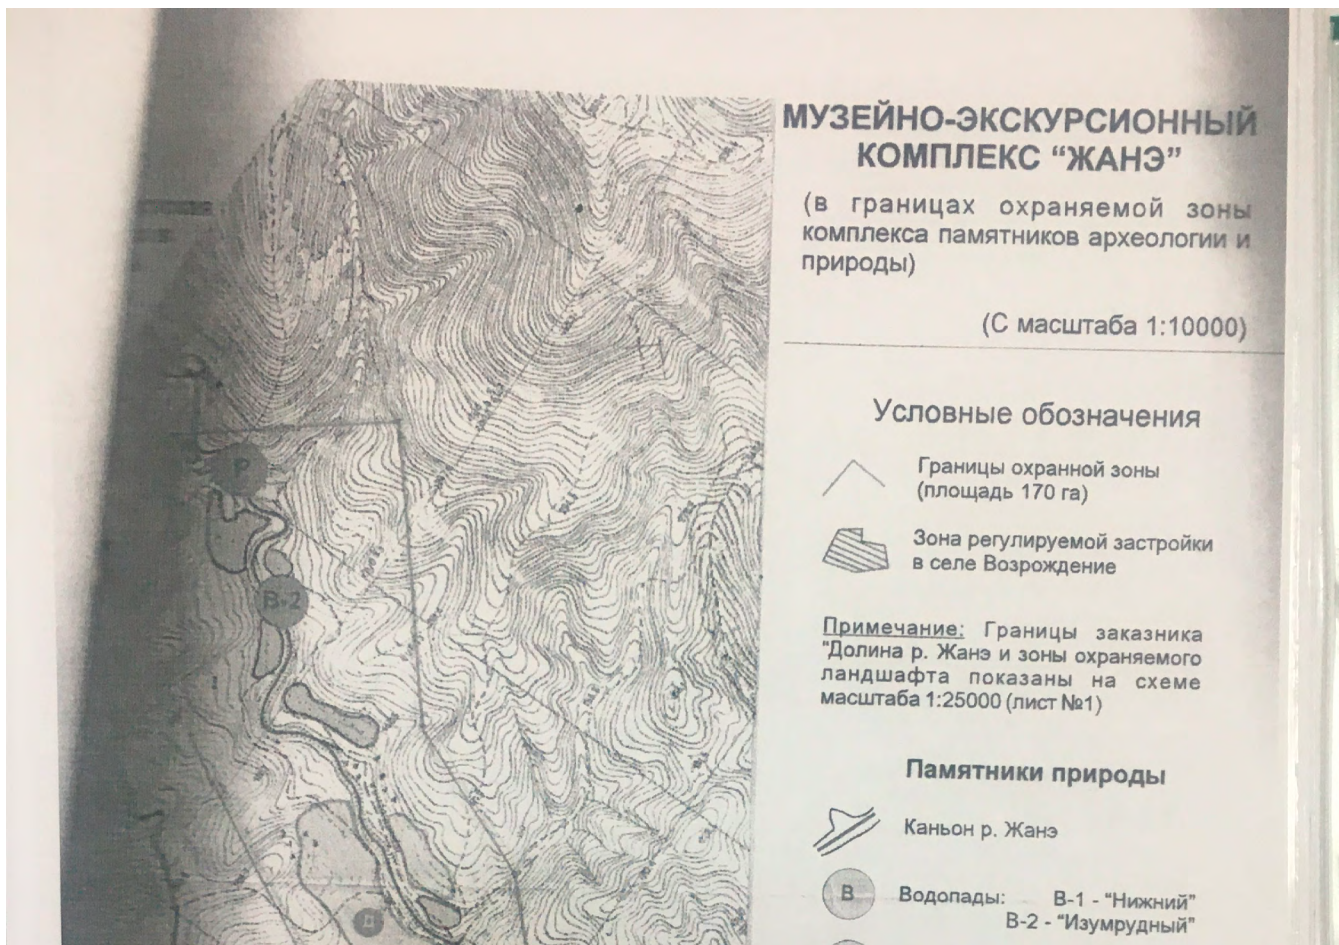 МУЗЕЙНО-ЭКСКУРСИОННЫЙ
КОМПЛЕКС “ЖАНЭ”
(в границах охраняемой зоны
комплекса памятников археологии и
природы)
(С масштаба 1:10000)
Условные обозначения
Границы охранной зоны
(площадь 170 га)
Зона регулируемой застройки
в селе Возрождение
Примечание: Границы заказника
“Долина р. Жанэ и зоны охраняемого
ландшафта показаны на схеме
масштаба 1:25000 (лист №1)
Памятники природы
Каньон р. Жанэ
В Водопады: В-1 - “Нижний”
В-2 - “Изумрудный”
Р
В-2
Д